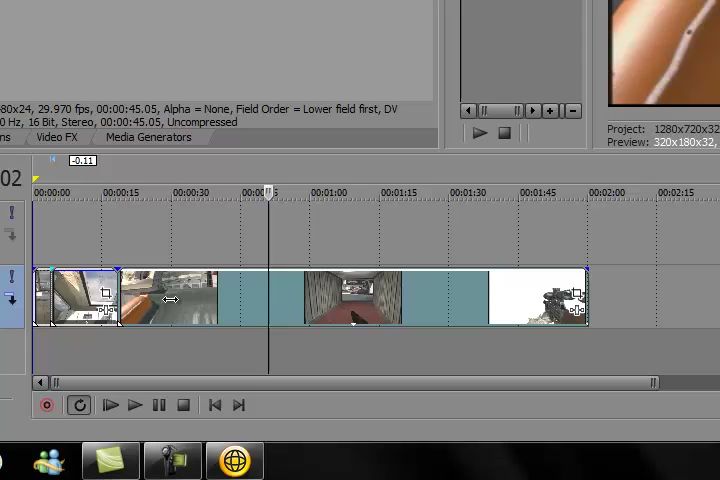 80x24, 29.970 fps, 00:00:45.05, Alpha = None, Field Order = Lower field first, DV
0 Hz, 16 Bit, Stereo, 00:00:45.05, Uncompressed
ns Video FX Media Generators
Project: 1280x720x32
Preview: 320x180x32,
-0.11
02
00:00:00 00:00:15 00:00:30 00:01:00 00:01:15 00:01:30 00:01:45 00:02:00 00:02:15